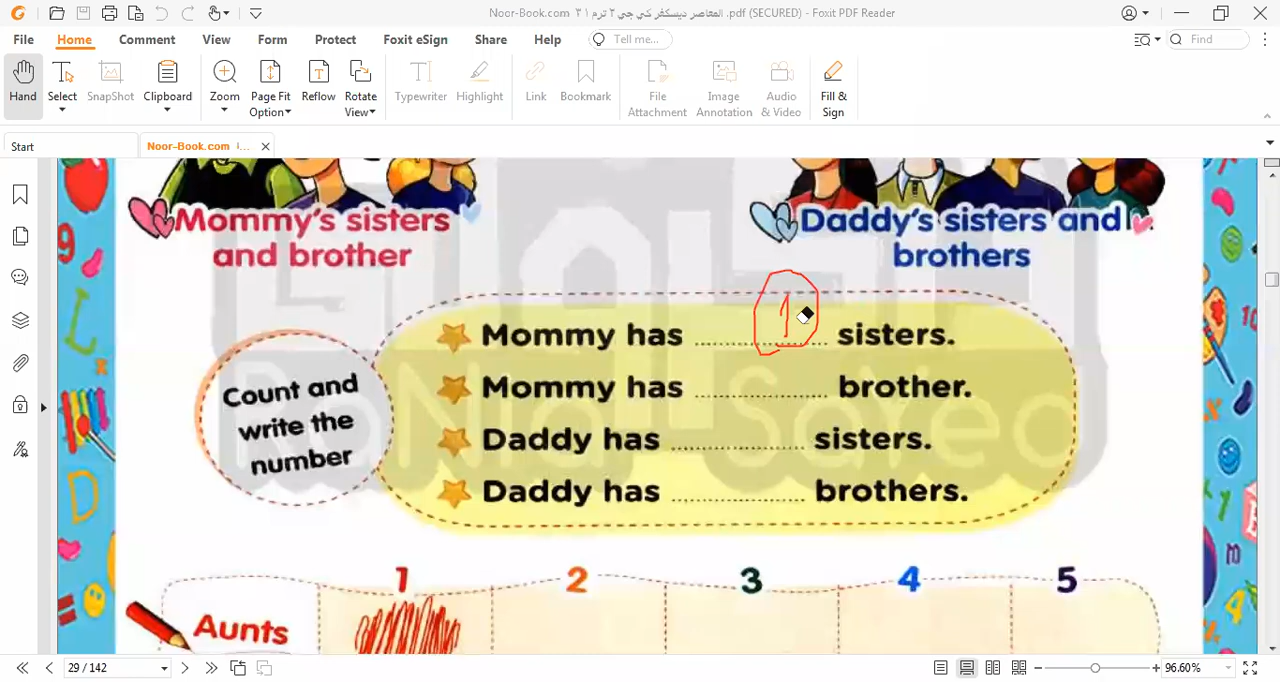 Noor-Book.com المعاصر ديسكفر كي جي ٢ ترم ١ ٣ .pdf (SECURED) - Foxit PDF Reader
File Home Comment View Form Protect Foxit eSign Share Help Tell me... Find
Hand Select SnapShot Clipboard Zoom Page Fit Option Reflow Rotate View Typewriter Highlight Link Bookmark File Attachment Image Annotation Audio & Video Fill & Sign
Start Noor-Book.com (...
Mommy's sisters and brother
Daddy's sisters and brothers
RaNia Sayed
Count and write the number
1
Mommy has .................... sisters.
Mommy has .................... brother.
Daddy has .................... sisters.
Daddy has .................... brothers.
1 2 3 4 5
Aunts
29 / 142 96.60%